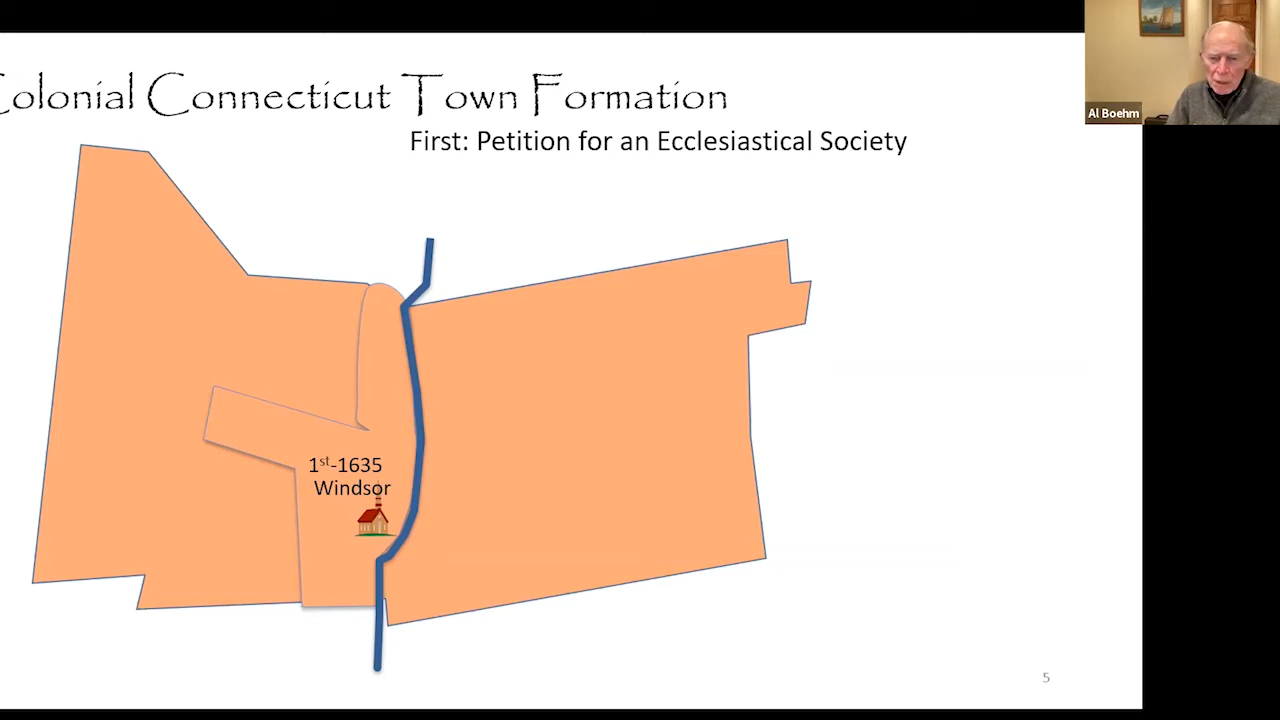 Colonial Connecticut Town Formation
First: Petition for an Ecclesiastical Society
Al Boehm
1st-1635
Windsor
5